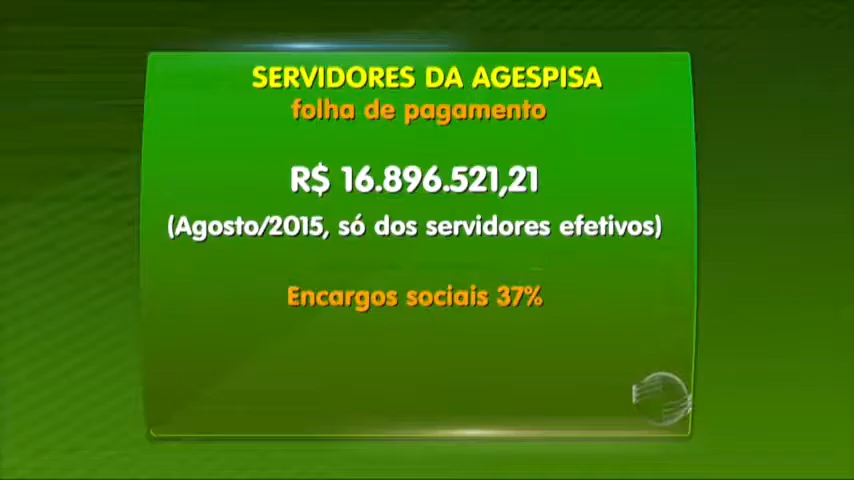 SERVIDORES DA AGESPISA
folha de pagamento
R$ 16.896.521,21
(Agosto/2015, só dos servidores efetivos)
Encargos sociais 37%